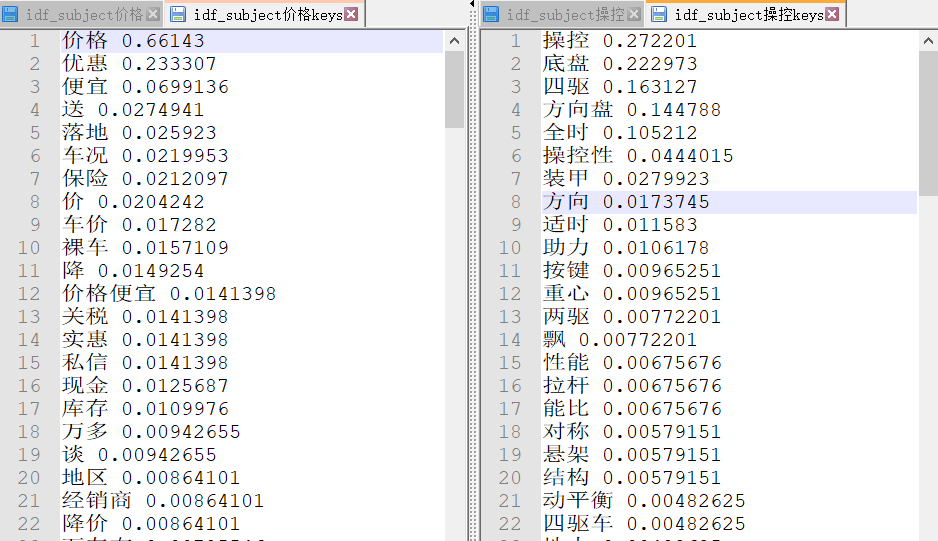 idf_subject价格
idf_subject价格keys
1 价格 0.66143
2 优惠 0.233307
3 便宜 0.0699136
4 送 0.0274941
5 落地 0.025923
6 车况 0.0219953
7 保险 0.0212097
8 价 0.0204242
9 车价 0.017282
10 裸车 0.0157109
11 降 0.0149254
12 价格便宜 0.0141398
13 关税 0.0141398
14 实惠 0.0141398
15 私信 0.0141398
16 现金 0.0125687
17 库存 0.0109976
18 万多 0.00942655
19 谈 0.00942655
20 地区 0.00864101
21 经销商 0.00864101
22 降价 0.00864101
idf_subject操控
idf_subject操控keys
1 操控 0.272201
2 底盘 0.222973
3 四驱 0.163127
4 方向盘 0.144788
5 全时 0.105212
6 操控性 0.0444015
7 装甲 0.0279923
8 方向 0.0173745
9 适时 0.011583
10 助力 0.0106178
11 按键 0.00965251
12 重心 0.00965251
13 两驱 0.00772201
14 飘 0.00772201
15 性能 0.00675676
16 拉杆 0.00675676
17 能比 0.00675676
18 对称 0.00579151
19 悬架 0.00579151
20 结构 0.00579151
21 动平衡 0.00482625
22 四驱车 0.00482625